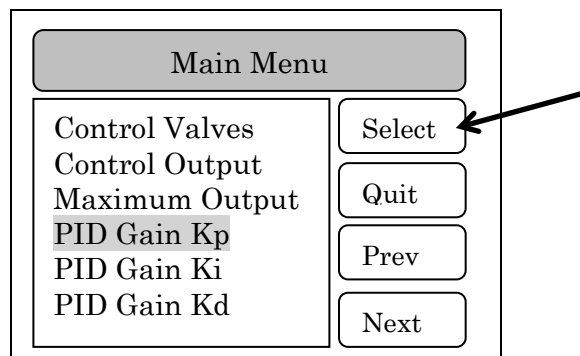 Main Menu
Control Valves
Control Output
Maximum Output
PID Gain Kp
PID Gain Ki
PID Gain Kd
Select
Quit
Prev
Next